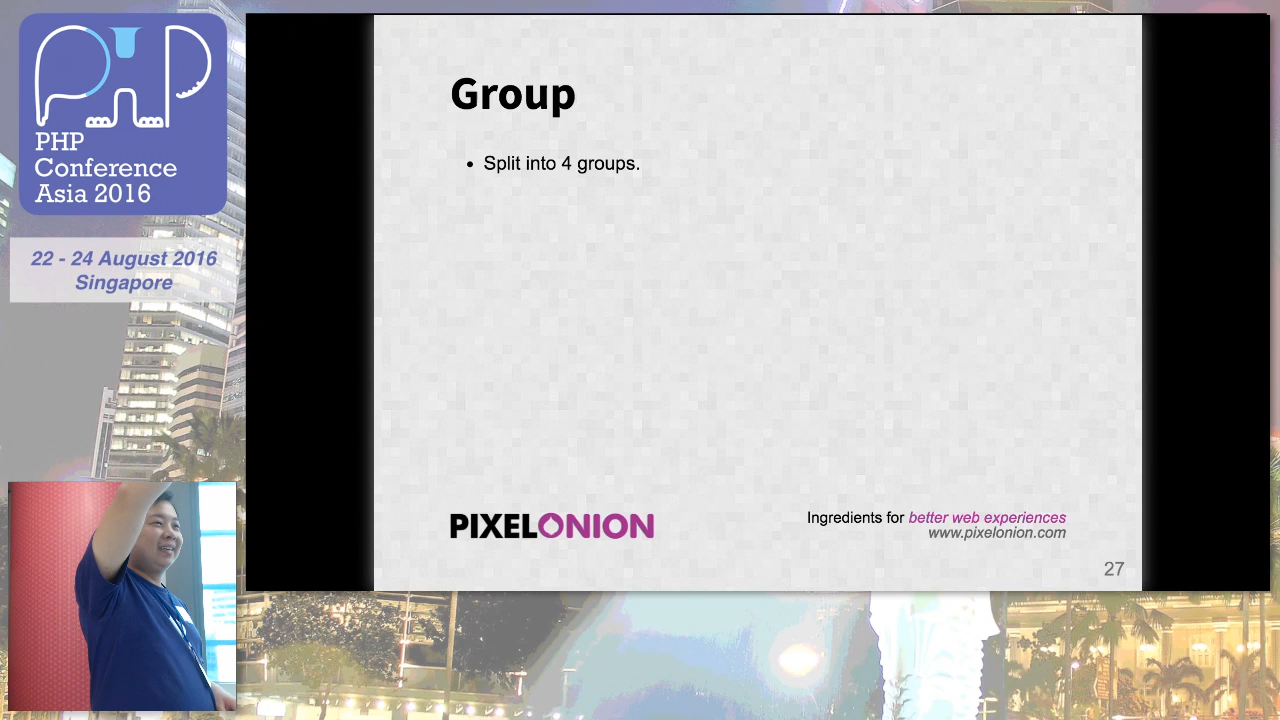 PHP
PHP
Conference
Asia 2016
22 - 24 August 2016
Singapore
Group
• Split into 4 groups.
PIXELONION
Ingredients for better web experiences
www.pixelonion.com
27